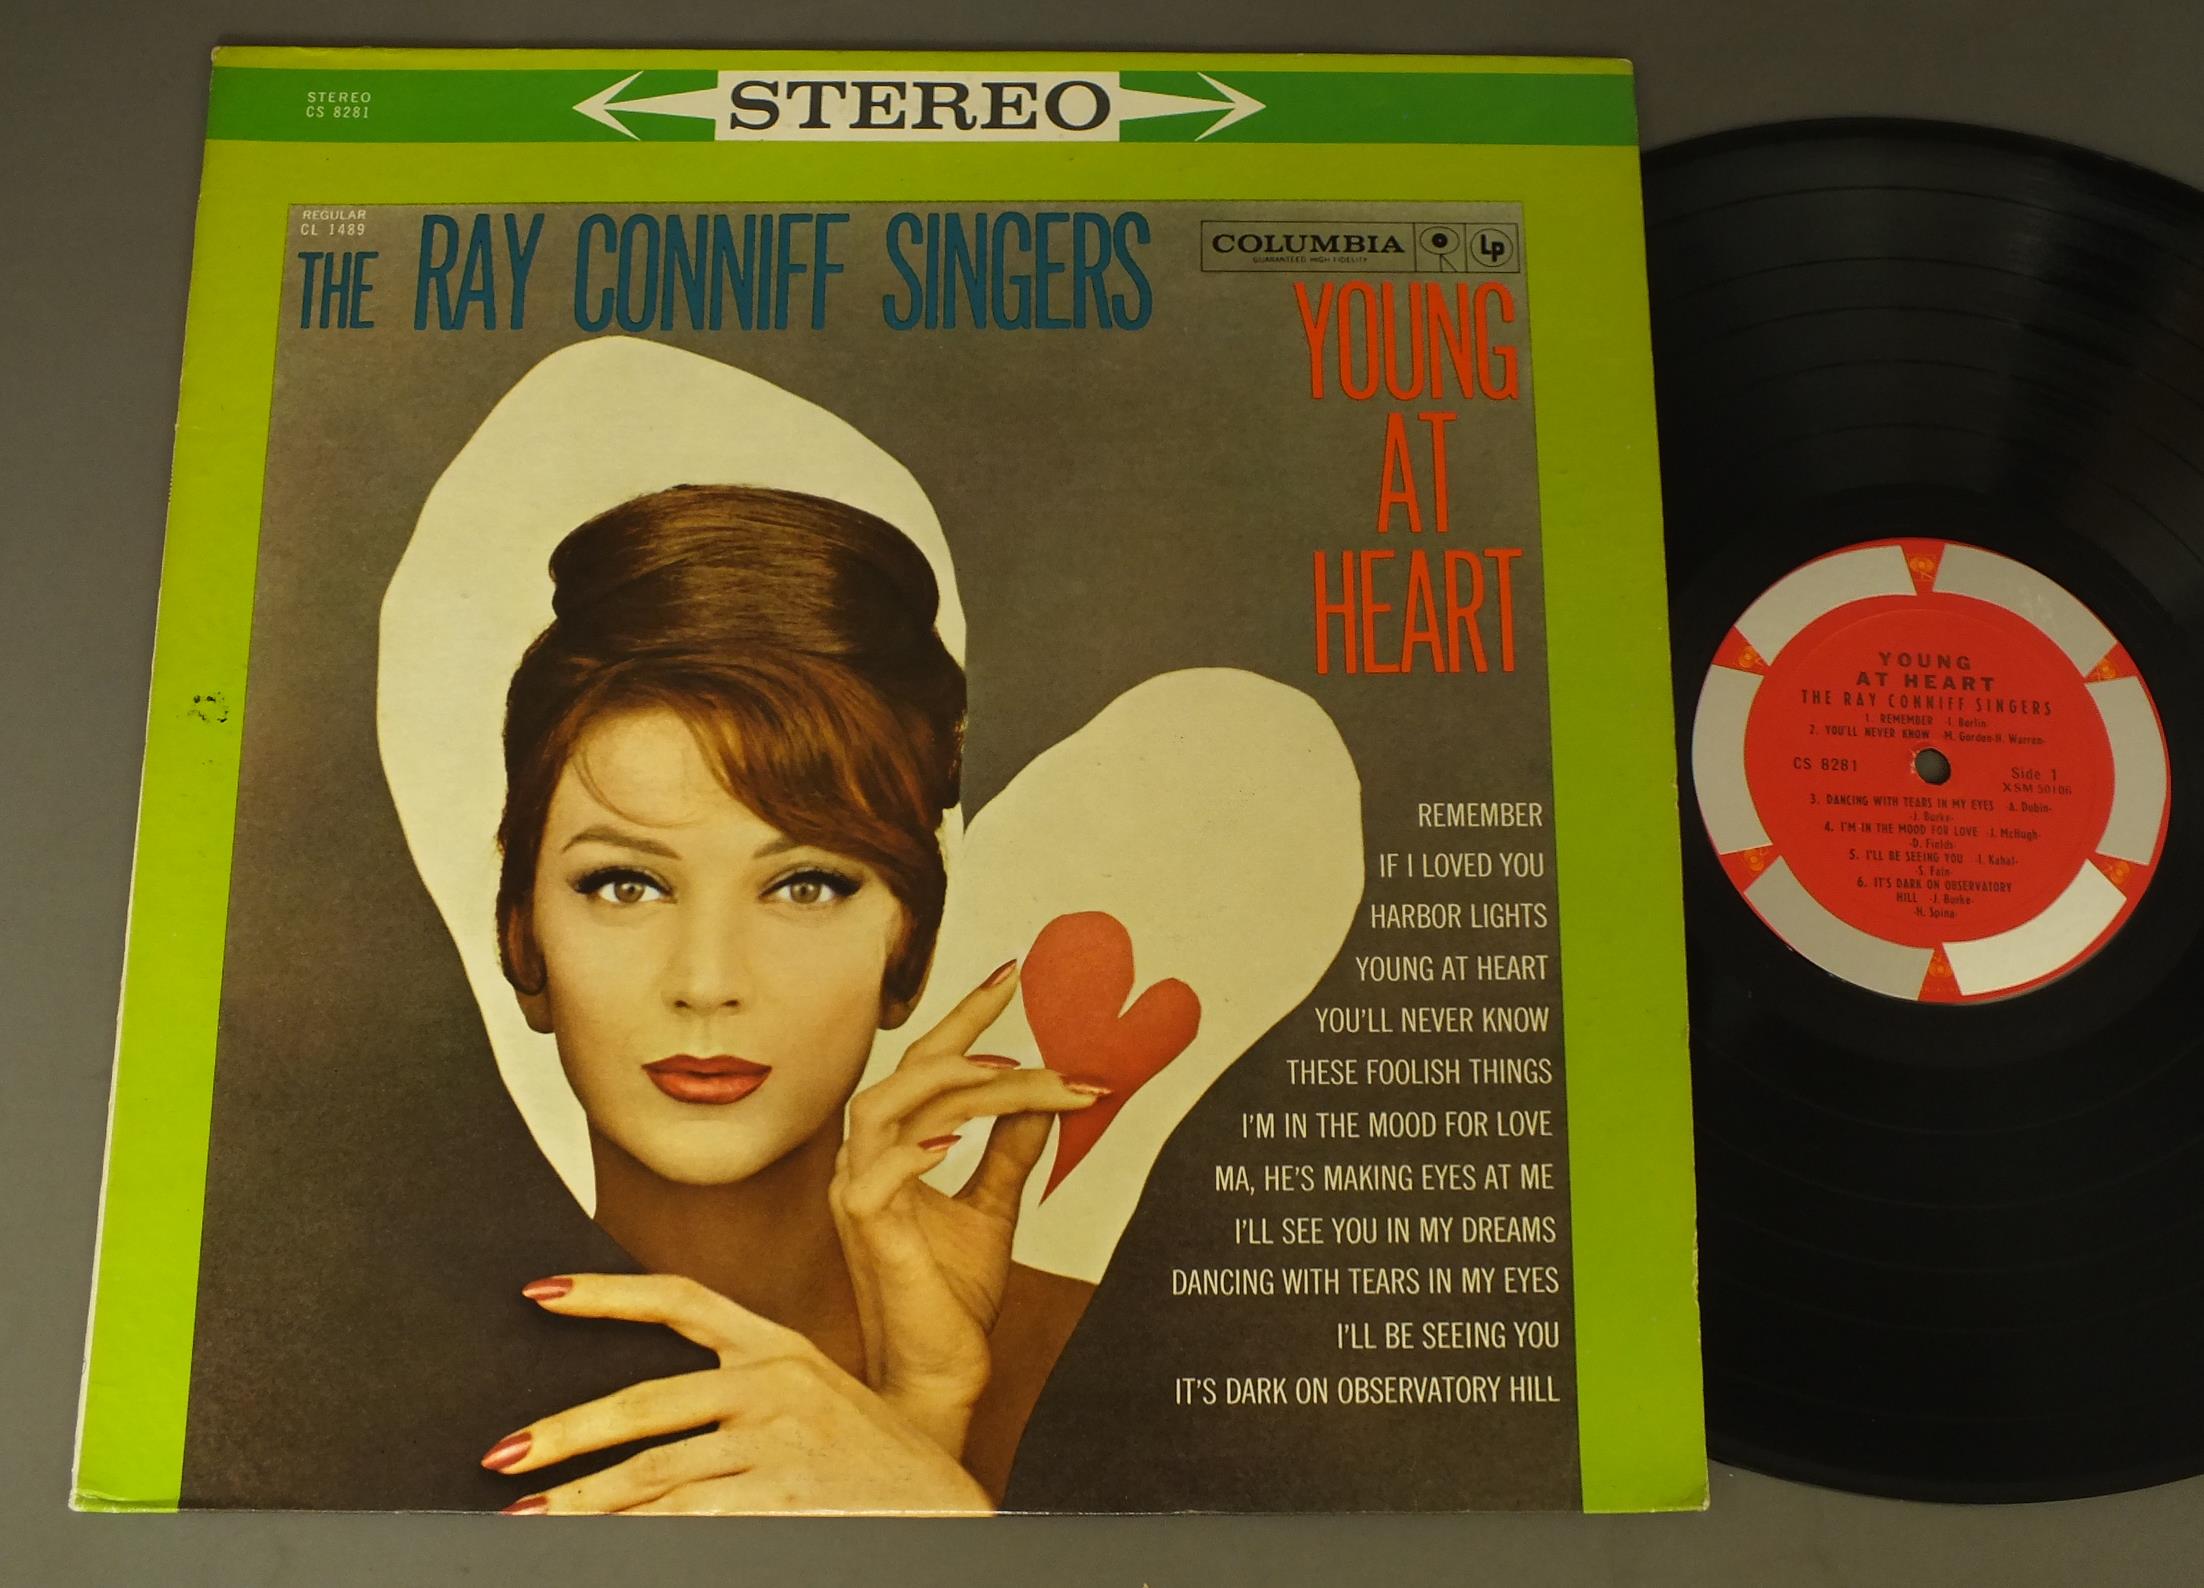 STEREO
CS 8281
STEREO
REGULAR
CL 1489
THE RAY CONNIFF SINGERS
COLUMBIA
GUARANTEED HIGH FIDELITY
Lp
YOUNG
AT
HEART
REMEMBER
IF I LOVED YOU
HARBOR LIGHTS
YOUNG AT HEART
YOU'LL NEVER KNOW
THESE FOOLISH THINGS
I'M IN THE MOOD FOR LOVE
MA, HE'S MAKING EYES AT ME
I'LL SEE YOU IN MY DREAMS
DANCING WITH TEARS IN MY EYES
I'LL BE SEEING YOU
IT'S DARK ON OBSERVATORY HILL
YOUNG
AT HEART
THE RAY CONNIFF SINGERS
1. REMEMBER -I. Berlin-
2. YOU'LL NEVER KNOW -M. Gordon-H. Warren-
CS 8281
Side 1
XSM 50106
3. DANCING WITH TEARS IN MY EYES -A. Dubin-
-J. Burke-
4. I'M IN THE MOOD FOR LOVE -J. McHugh-
-D. Fields-
5. I'LL BE SEEING YOU -I. Kahal-
-S. Fain-
6. IT'S DARK ON OBSERVATORY
HILL -J. Burke-
-H. Spina-